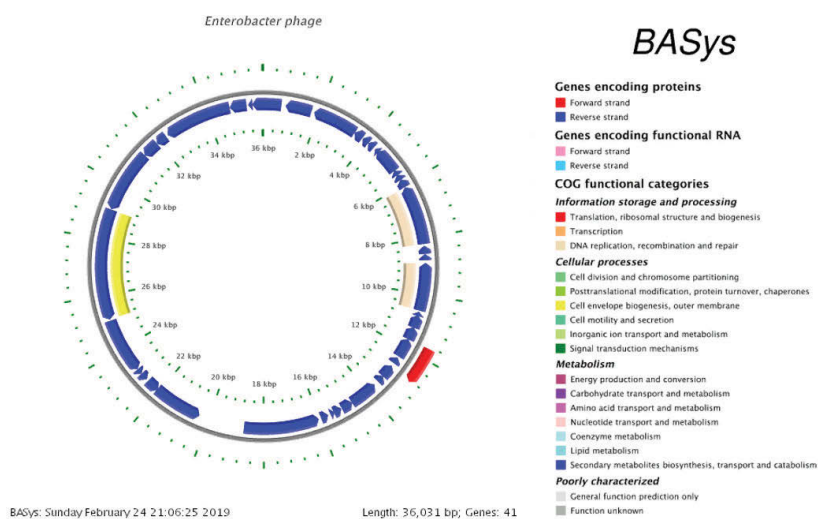 Enterobacter phage
BASys
36 kbp
2 kbp
4 kbp
6 kbp
8 kbp
10 kbp
12 kbp
14 kbp
16 kbp
18 kbp
20 kbp
22 kbp
24 kbp
26 kbp
28 kbp
30 kbp
32 kbp
34 kbp
Genes encoding proteins
Forward strand
Reverse strand
Genes encoding functional RNA
Forward strand
Reverse strand
COG functional categories
Information storage and processing
Translation, ribosomal structure and biogenesis
Transcription
DNA replication, recombination and repair
Cellular processes
Cell division and chromosome partitioning
Posttranslational modification, protein turnover, chaperones
Cell envelope biogenesis, outer membrane
Cell motility and secretion
Inorganic ion transport and metabolism
Signal transduction mechanisms
Metabolism
Energy production and conversion
Carbohydrate transport and metabolism
Amino acid transport and metabolism
Nucleotide transport and metabolism
Coenzyme metabolism
Lipid metabolism
Secondary metabolites biosynthesis, transport and catabolism
Poorly characterized
General function prediction only
Function unknown
BASys: Sunday February 24 21:06:25 2019
Length: 36,031 bp; Genes: 41